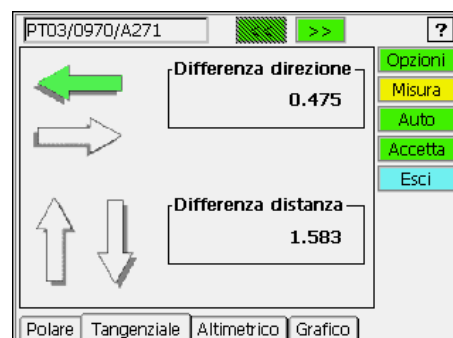 PT03/0970/A271 << >> ?
Differenza direzione
0.475
Differenza distanza
1.583
Opzioni
Misura
Auto
Accetta
Esci
Polare Tangenziale Altimetrico Grafico